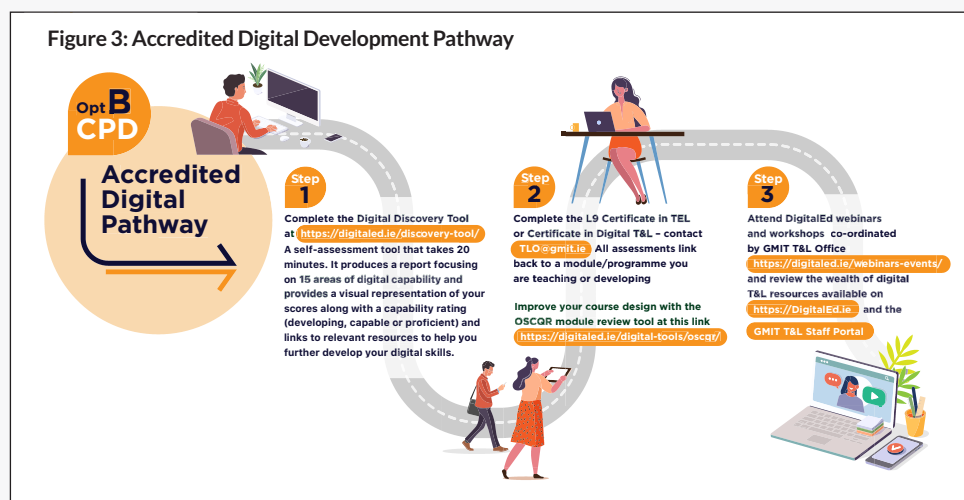 Figure 3: Accredited Digital Development Pathway
Opt B
CPD
Accredited
Digital
Pathway
Step
1
Complete the Digital Discovery Tool
at https://digitaled.ie/discovery-tool/
A self-assessment tool that takes 20
minutes. It produces a report focusing
on 15 areas of digital capability and
provides a visual representation of your
scores along with a capability rating
(developing, capable or proficient) and
links to relevant resources to help you
further develop your digital skills.
Step
2
Complete the L9 Certificate in TEL
or Certificate in Digital T&L – contact
TLO@gmit.ie All assessments link
back to a module/programme you
are teaching or developing
Improve your course design with the
OSCQR module review tool at this link
https://digitaled.ie/digital-tools/oscqr/
Step
3
Attend DigitalEd webinars
and workshops co-ordinated
by GMIT T&L Office
https://digitaled.ie/webinars-events/
and review the wealth of digital
T&L resources available on
https://DigitalEd.ie and the
GMIT T&L Staff Portal